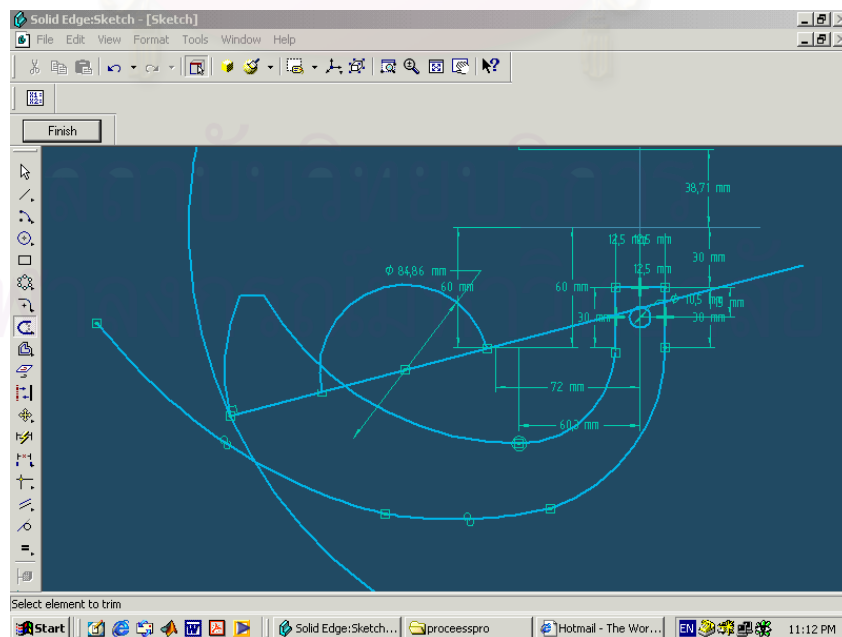 Solid Edge:Sketch - [Sketch]
File Edit View Format Tools Window Help
Finish
38,71 mm
12,5 mm
30 mm
12,5 mm
ϕ 84,86 mm
60 mm
60 mm
30 mm
30 mm
72 mm
60,3 mm
Select element to trim
Start
Solid Edge:Sketch...
proceesspro
Hotmail - The Wor...
EN
11:12 PM